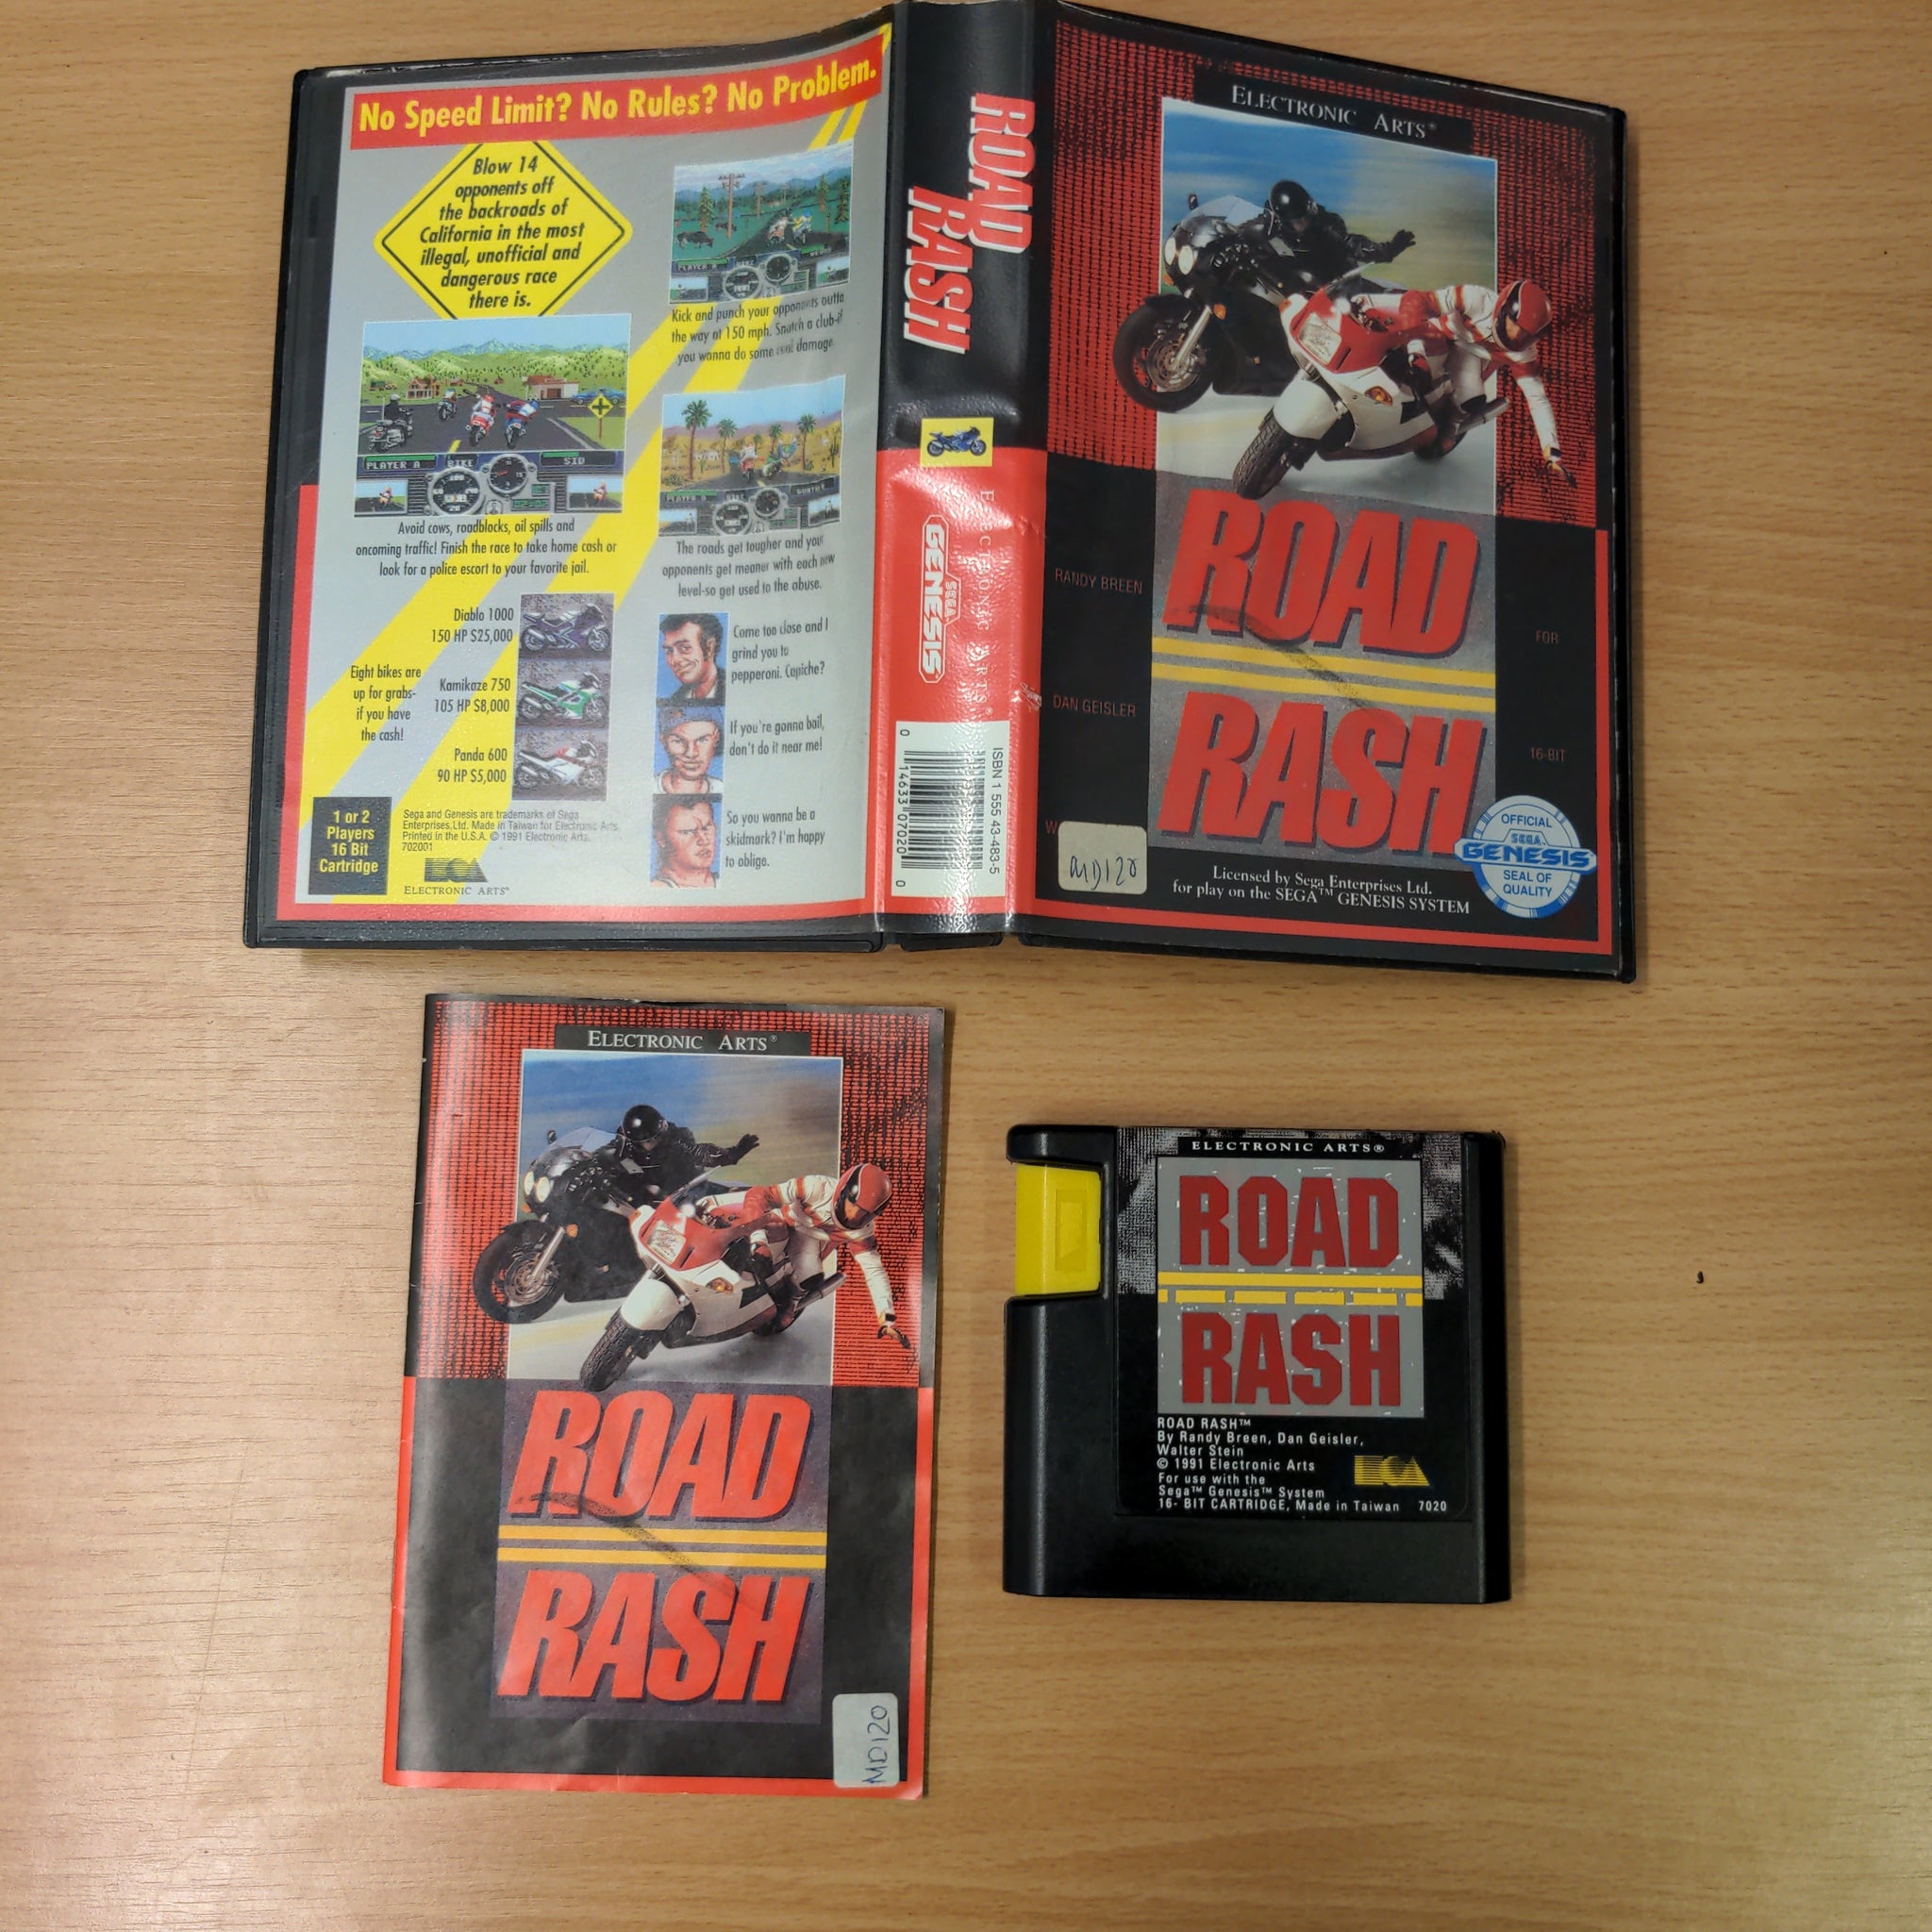 No Speed Limit? No Rules? No Problem.
Blow 14
opponents off
the backroads of
California in the most
illegal, unofficial and
dangerous race
there is.
PLAYER A BIKE SID
Avoid cows, roadblocks, oil spills and
oncoming traffic! Finish the race to take home cash or
look for a police escort to your favorite jail.
Diablo 1000
150 HP $25,000
Eight bikes are
up for grabs-
if you have
the cash!
Kamikaze 750
105 HP $8,000
Panda 600
90 HP $5,000
1 or 2
Players
16 Bit
Cartridge
Sega and Genesis are trademarks of Sega
Enterprises,Ltd. Made in Taiwan for Electronic Arts.
Printed in the U.S.A. © 1991 Electronic Arts.
702001
ELECTRONIC ARTS®
Kick and punch your opponents outta
the way at 150 mph. Snatch a club-if
you wanna do some real damage.
The roads get tougher and your
opponents get meaner with each new
level-so get used to the abuse.
Come too close and I
grind you to
pepperoni. Capiche?
If you're gonna bail,
don't do it near me!
So you wanna be a
skidmark? I'm happy
to oblige.
ROAD
RASH
ELECTRONIC ARTS®
SEGA
GENESIS
ISBN 1 555 43-483-5
0 14633 07020 0
ELECTRONIC ARTS®
ROAD
RASH
RANDY BREEN
DAN GEISLER
W
FOR
16-BIT
MD120
OFFICIAL
SEGA
GENESIS
SEAL OF
QUALITY
Licensed by Sega Enterprises Ltd.
for play on the SEGA™ GENESIS SYSTEM
ELECTRONIC ARTS®
ROAD
RASH
MD120
ELECTRONIC ARTS®
ROAD
RASH
ROAD RASH™
By Randy Breen, Dan Geisler,
Walter Stein
© 1991 Electronic Arts
For use with the
Sega™ Genesis™ System
16- BIT CARTRIDGE, Made in Taiwan 7020